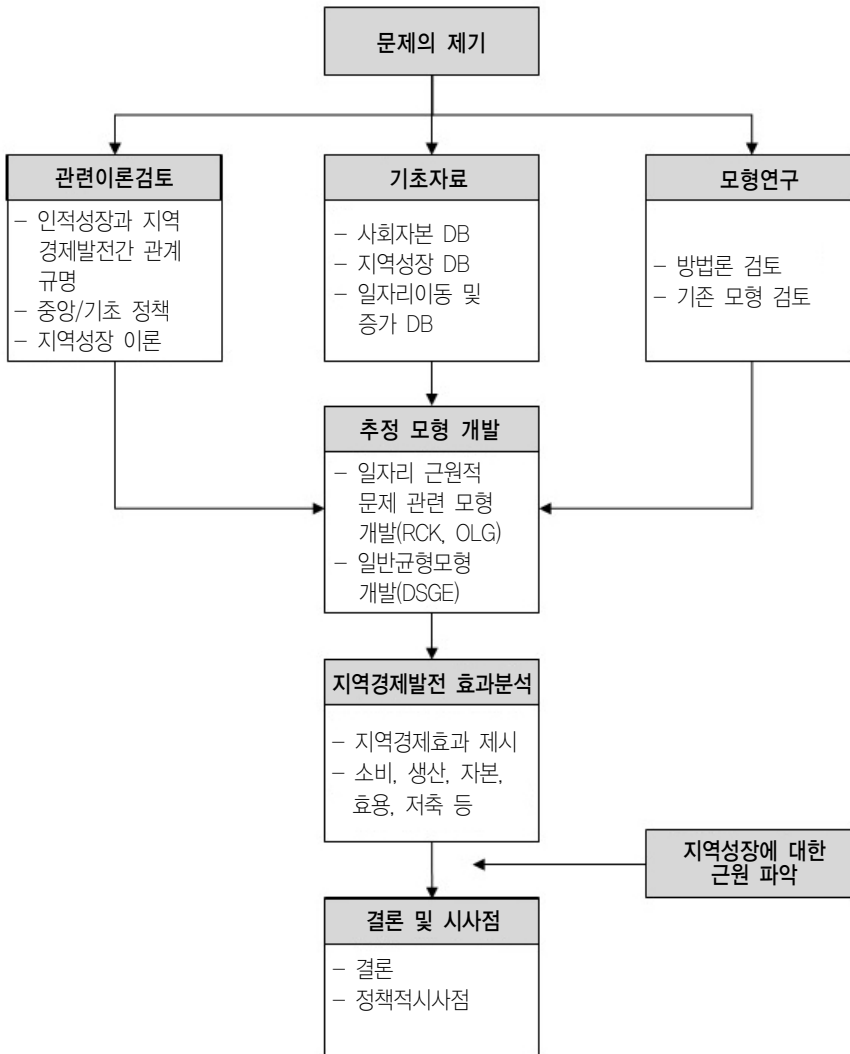 문제의 제기
관련이론검토
- 인적성장과 지역
경제발전간 관계
규명
- 중앙/기초 정책
- 지역성장 이론
기초자료
- 사회자본 DB
- 지역성장 DB
- 일자리이동 및
증가 DB
모형연구
- 방법론 검토
- 기존 모형 검토
추정 모형 개발
- 일자리 근원적
문제 관련 모형
개발(RCK, OLG)
- 일반균형모형
개발(DSGE)
지역경제발전 효과분석
- 지역경제효과 제시
- 소비, 생산, 자본,
효용, 저축 등
지역성장에 대한
근원 파악
결론 및 시사점
- 결론
- 정책적시사점